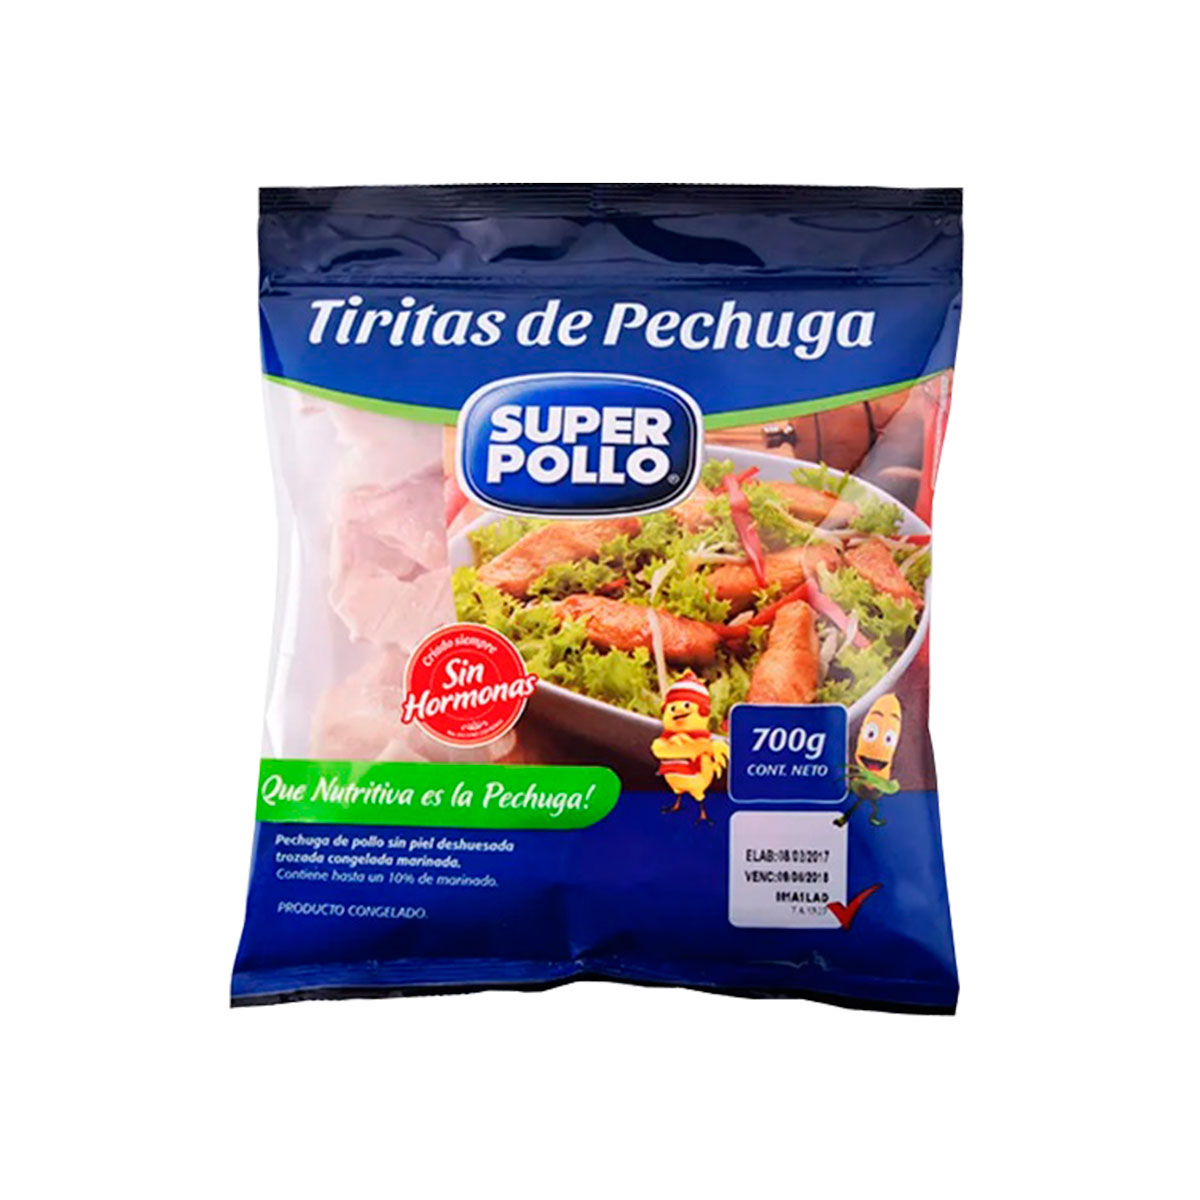 Tiritas de Pechuga
SUPER
POLLO®
Criado siempre
Sin
Hormonas
700g
CONT. NETO
Que Nutritiva es la Pechuga!
Pechuga de pollo sin piel deshuesada
trozada congelada marinada.
Contiene hasta un 10% de marinado.
PRODUCTO CONGELADO.
ELAB:08/03/2017
VENC:09/06/2018